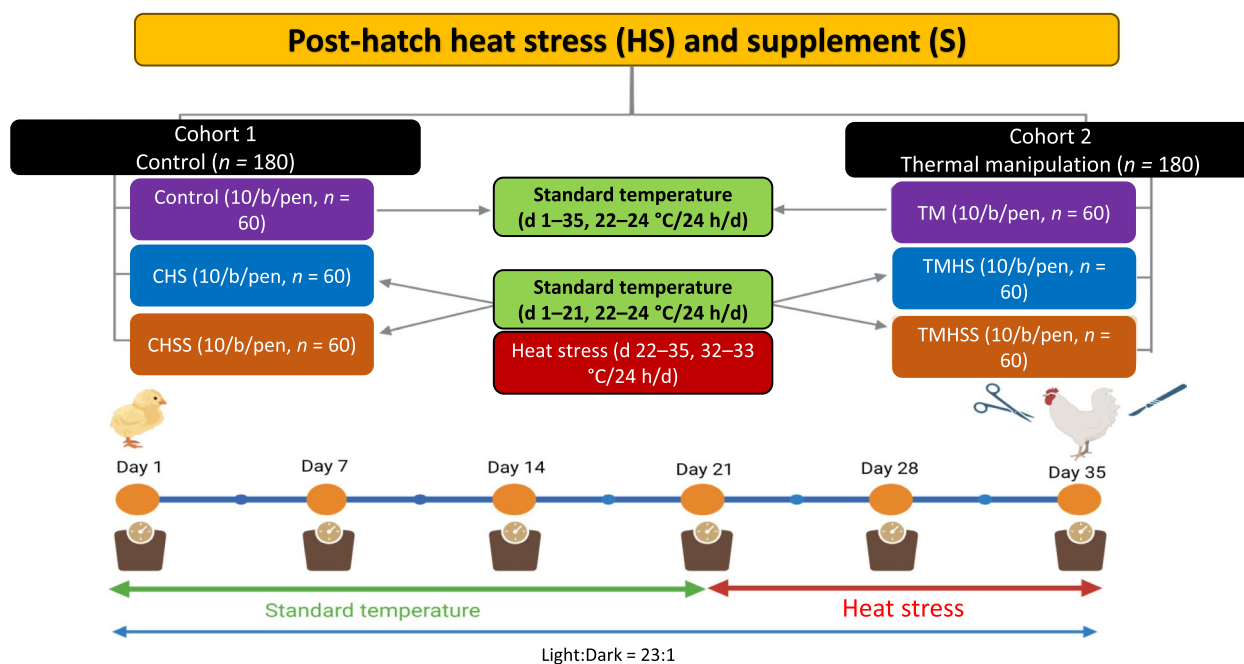 Post-hatch heat stress (HS) and supplement (S)
Cohort 1
Control (n = 180)
Cohort 2
Thermal manipulation (n = 180)
Control (10/b/pen, n =
60)
CHS (10/b/pen, n = 60)
CHSS (10/b/pen, n = 60)
Standard temperature
(d 1–35, 22–24 °C/24 h/d)
Standard temperature
(d 1–21, 22–24 °C/24 h/d)
Heat stress (d 22–35, 32–33
°C/24 h/d)
TM (10/b/pen, n = 60)
TMHS (10/b/pen, n =
60)
TMHSS (10/b/pen, n =
60)
Day 1
Day 7
Day 14
Day 21
Day 28
Day 35
Standard temperature
Heat stress
Light:Dark = 23:1